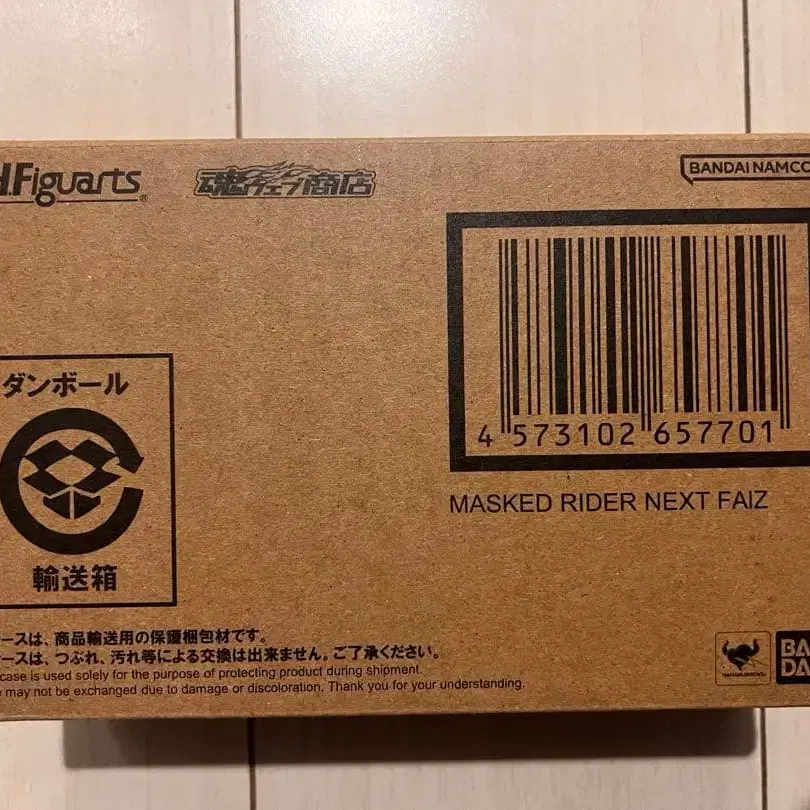 .Figuarts®
魂ウェブ商店
BANDAI NAMCO
4 573102 657701
MASKED RIDER NEXT FAIZ
ダンボール
輸送箱
ースは、商品輸送用の保護梱包材です。
ースは、つぶれ、汚れ等による交換は出来ません。ご了承ください。
case is used solely for the purpose of protecting product during shipment.
may not be exchanged due to damage or discoloration. Thank you for your understanding.
BA
DA